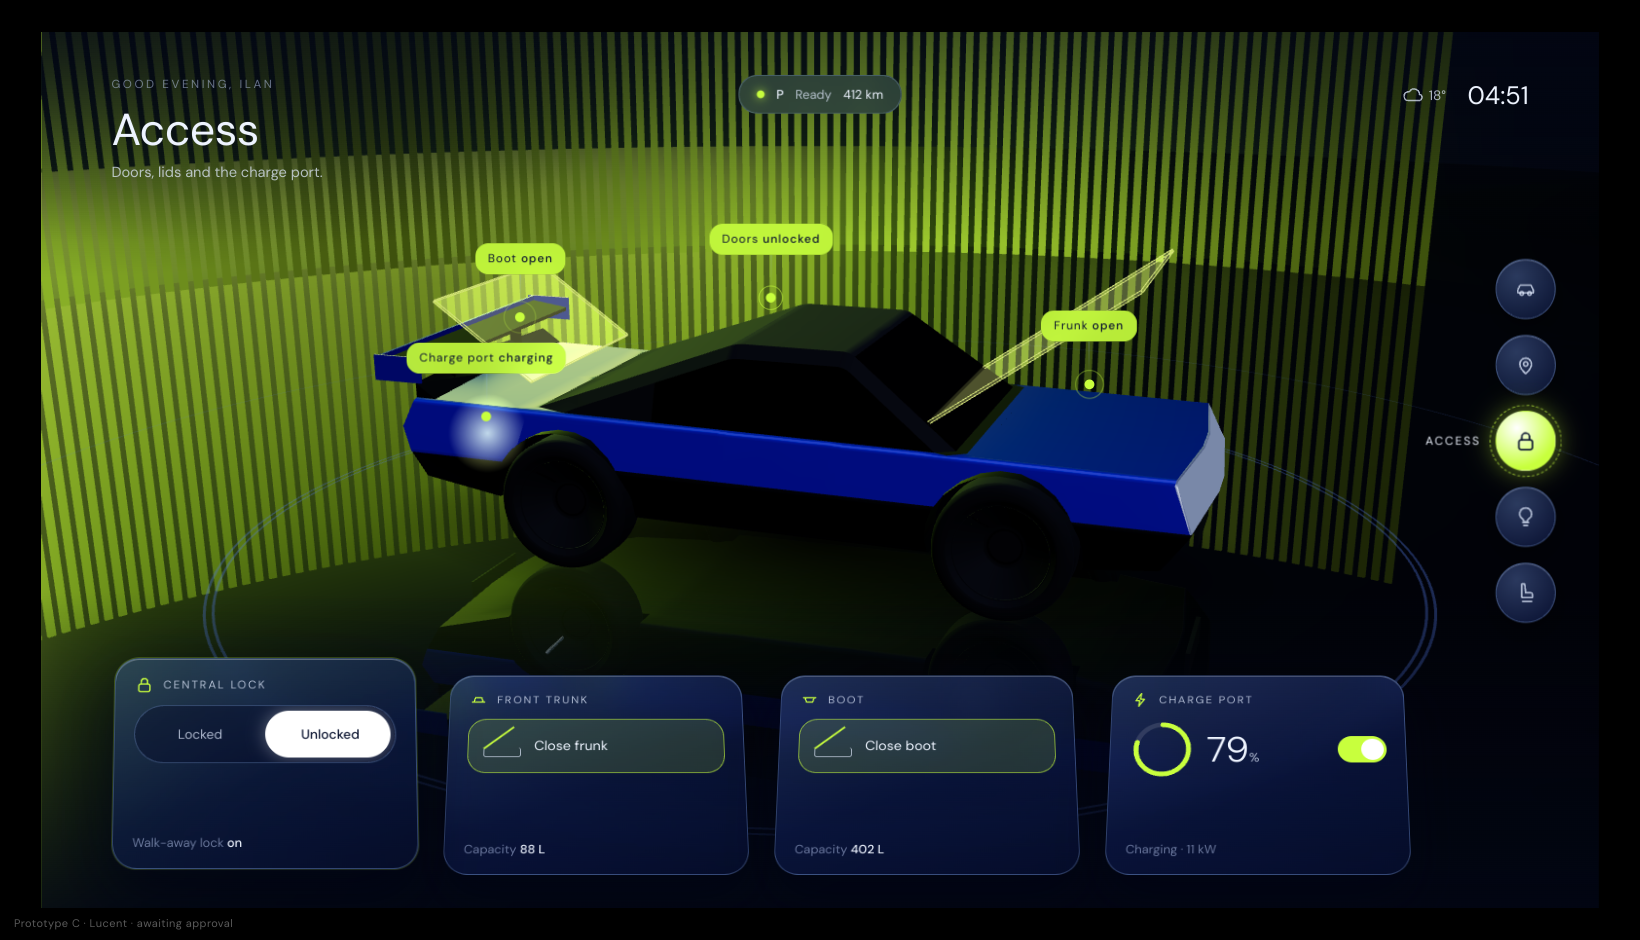 GOOD EVENING, ILAN
Access
Doors, lids and the charge port.
P Ready 412 km
18° 04:51
Doors unlocked
Boot open
Frunk open
Charge port charging
ACCESS
CENTRAL LOCK
Locked Unlocked
Walk-away lock on
FRONT TRUNK
Close frunk
Capacity 88 L
BOOT
Close boot
Capacity 402 L
CHARGE PORT
79%
Charging · 11 kW
Prototype C · Lucent · awaiting approval